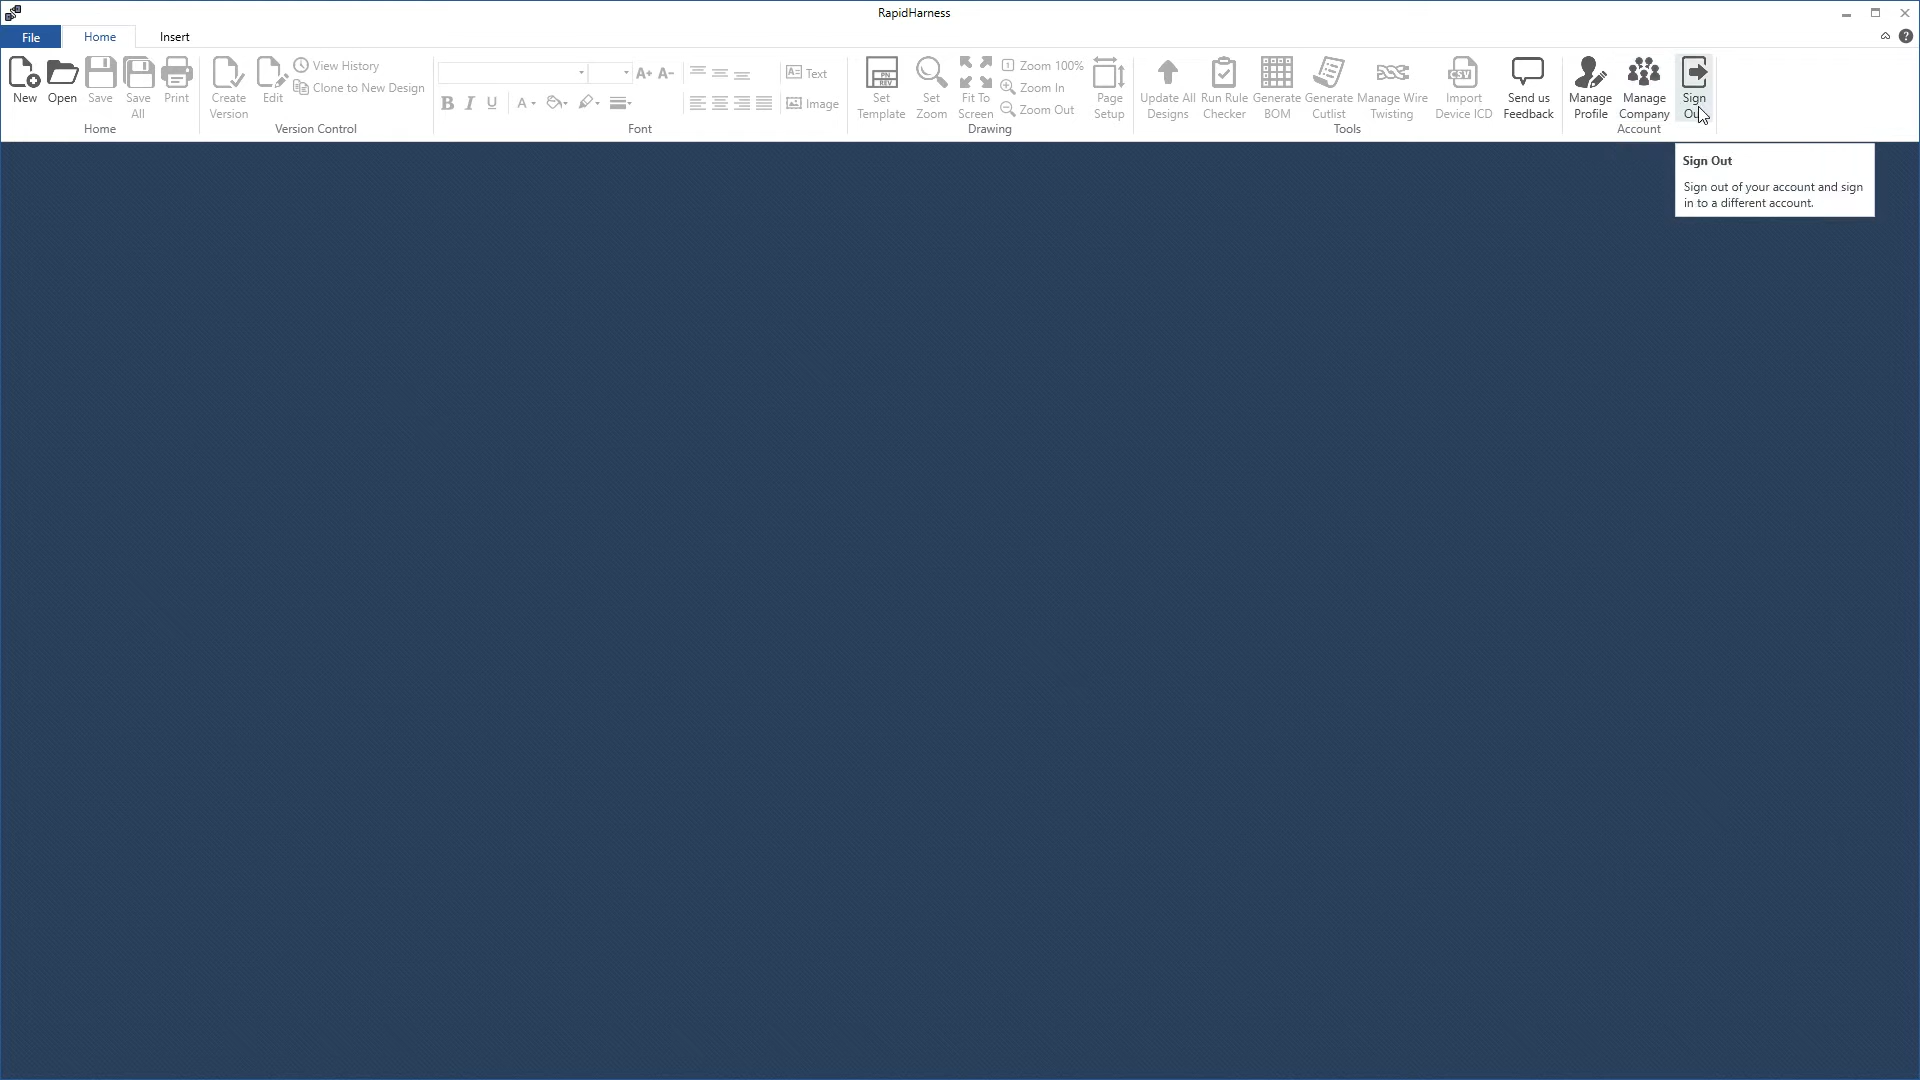 RapidHarness
File
Home
Insert
New
Open
Save
Save
All
Print
Home
Create
Version
Edit
View History
Clone to New Design
Version Control
A+ A-
B I U A
Text
Image
Font
PN
REV
Set
Template
Set
Zoom
Fit To
Screen
1 Zoom 100%
Zoom In
Zoom Out
Page
Setup
Drawing
Update All
Designs
Run Rule
Checker
Generate
BOM
Generate
Cutlist
Manage Wire
Twisting
CSV
Import
Device ICD
Send us
Feedback
Tools
Manage
Profile
Manage
Company
Sign
Account
Sign Out
Sign out of your account and sign
in to a different account.